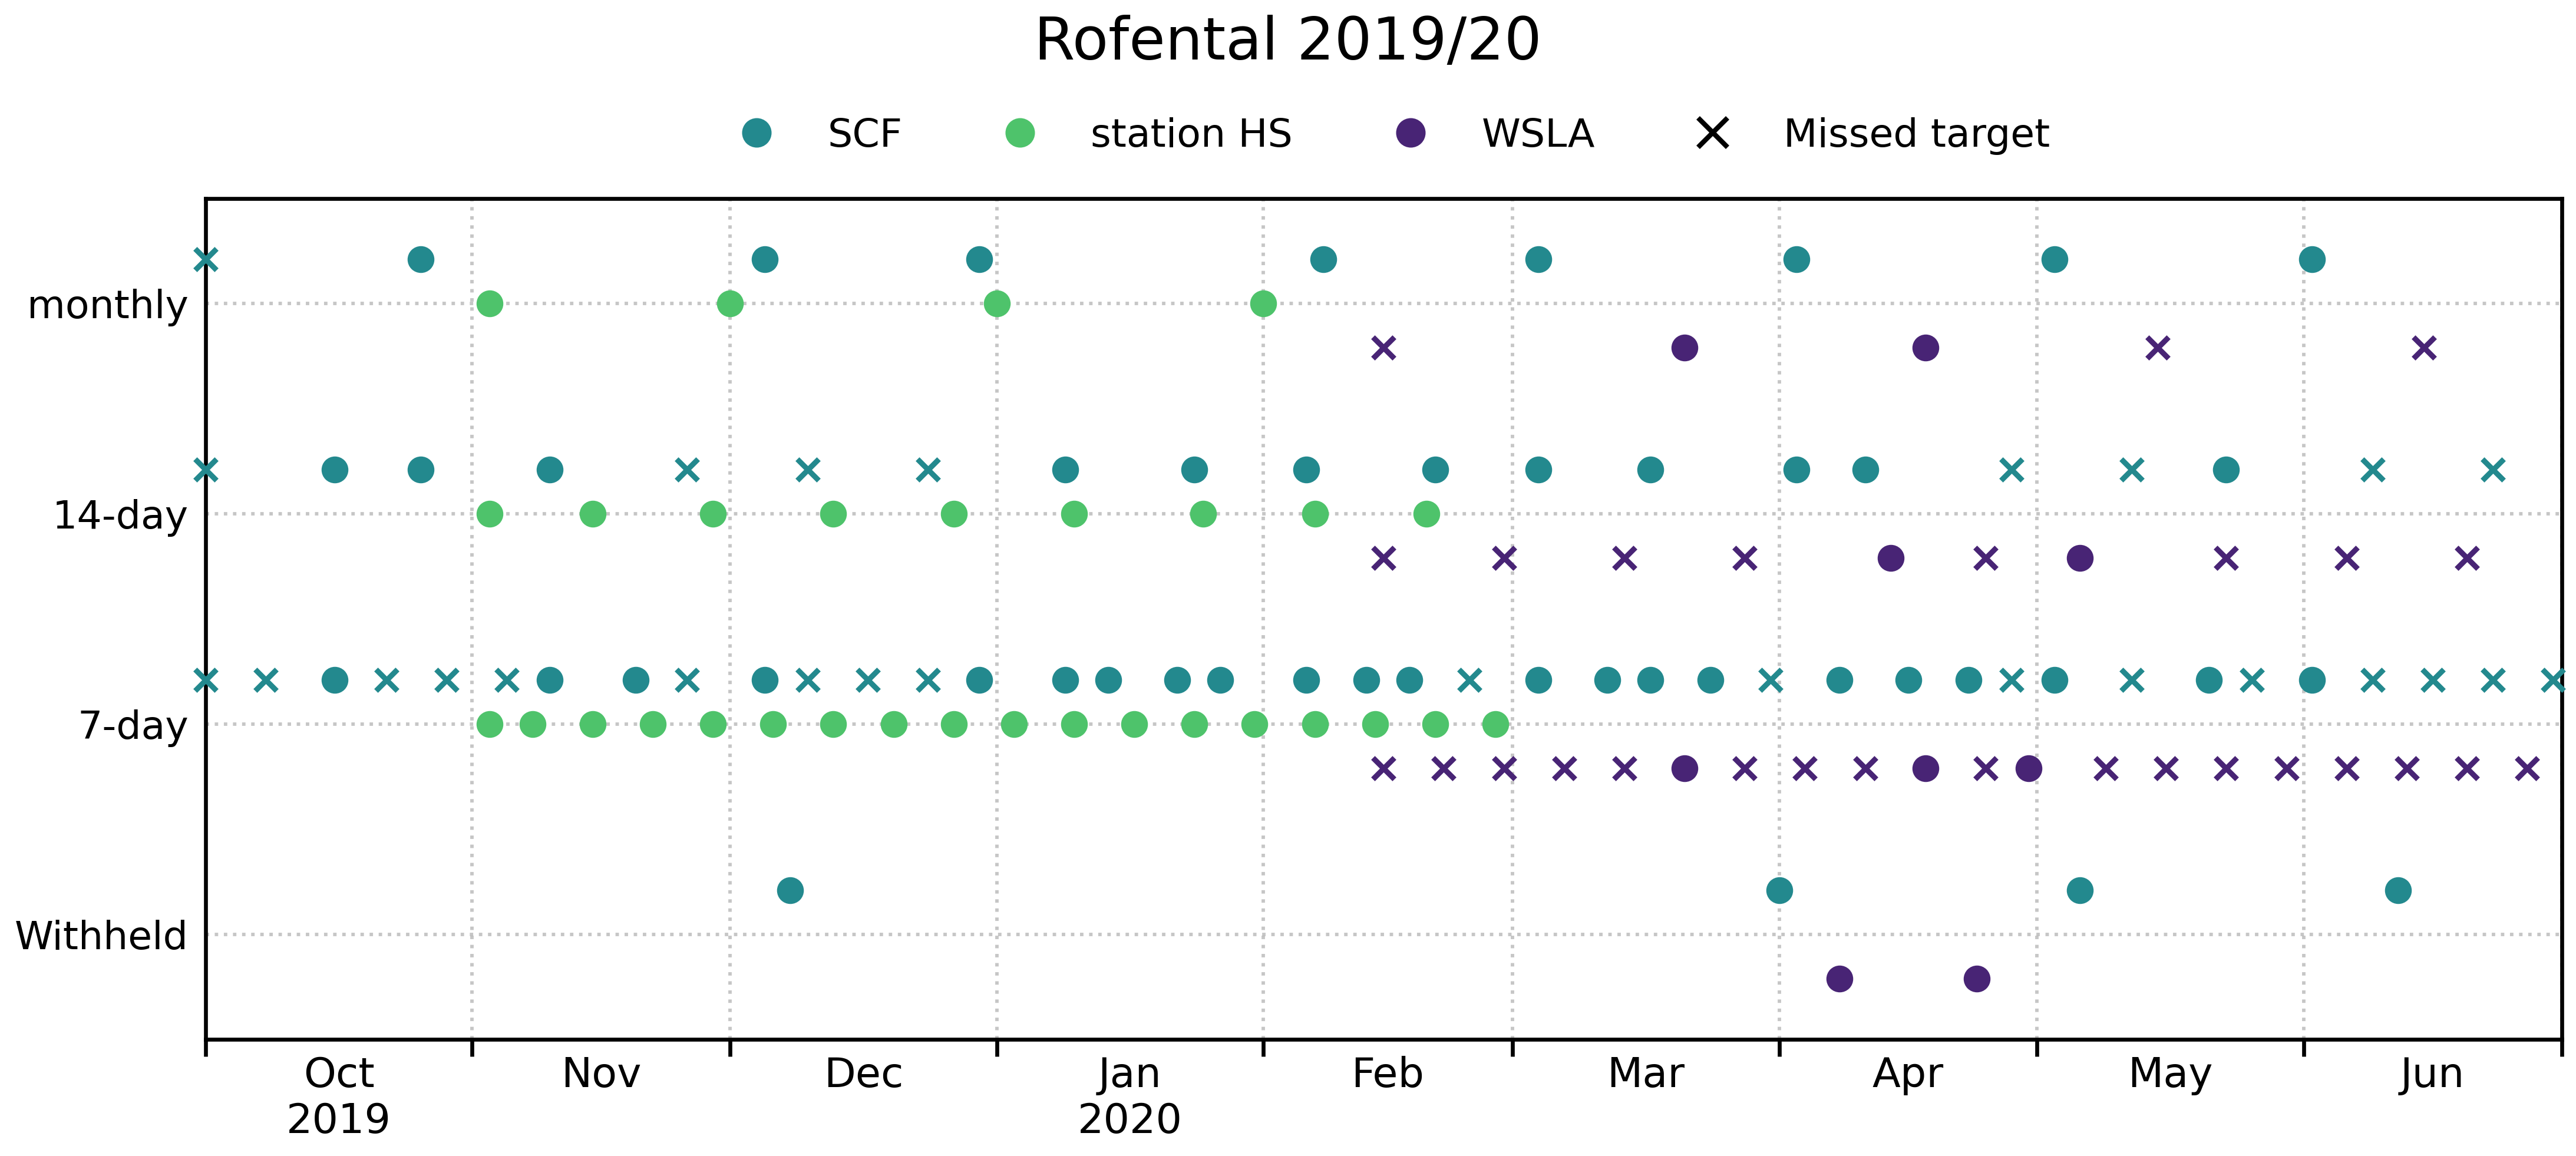 Rofental 2019/20
SCF station HS WSLA Missed target
monthly
14-day
7-day
Withheld
Oct Nov Dec Jan Feb Mar Apr May Jun
2019 2020